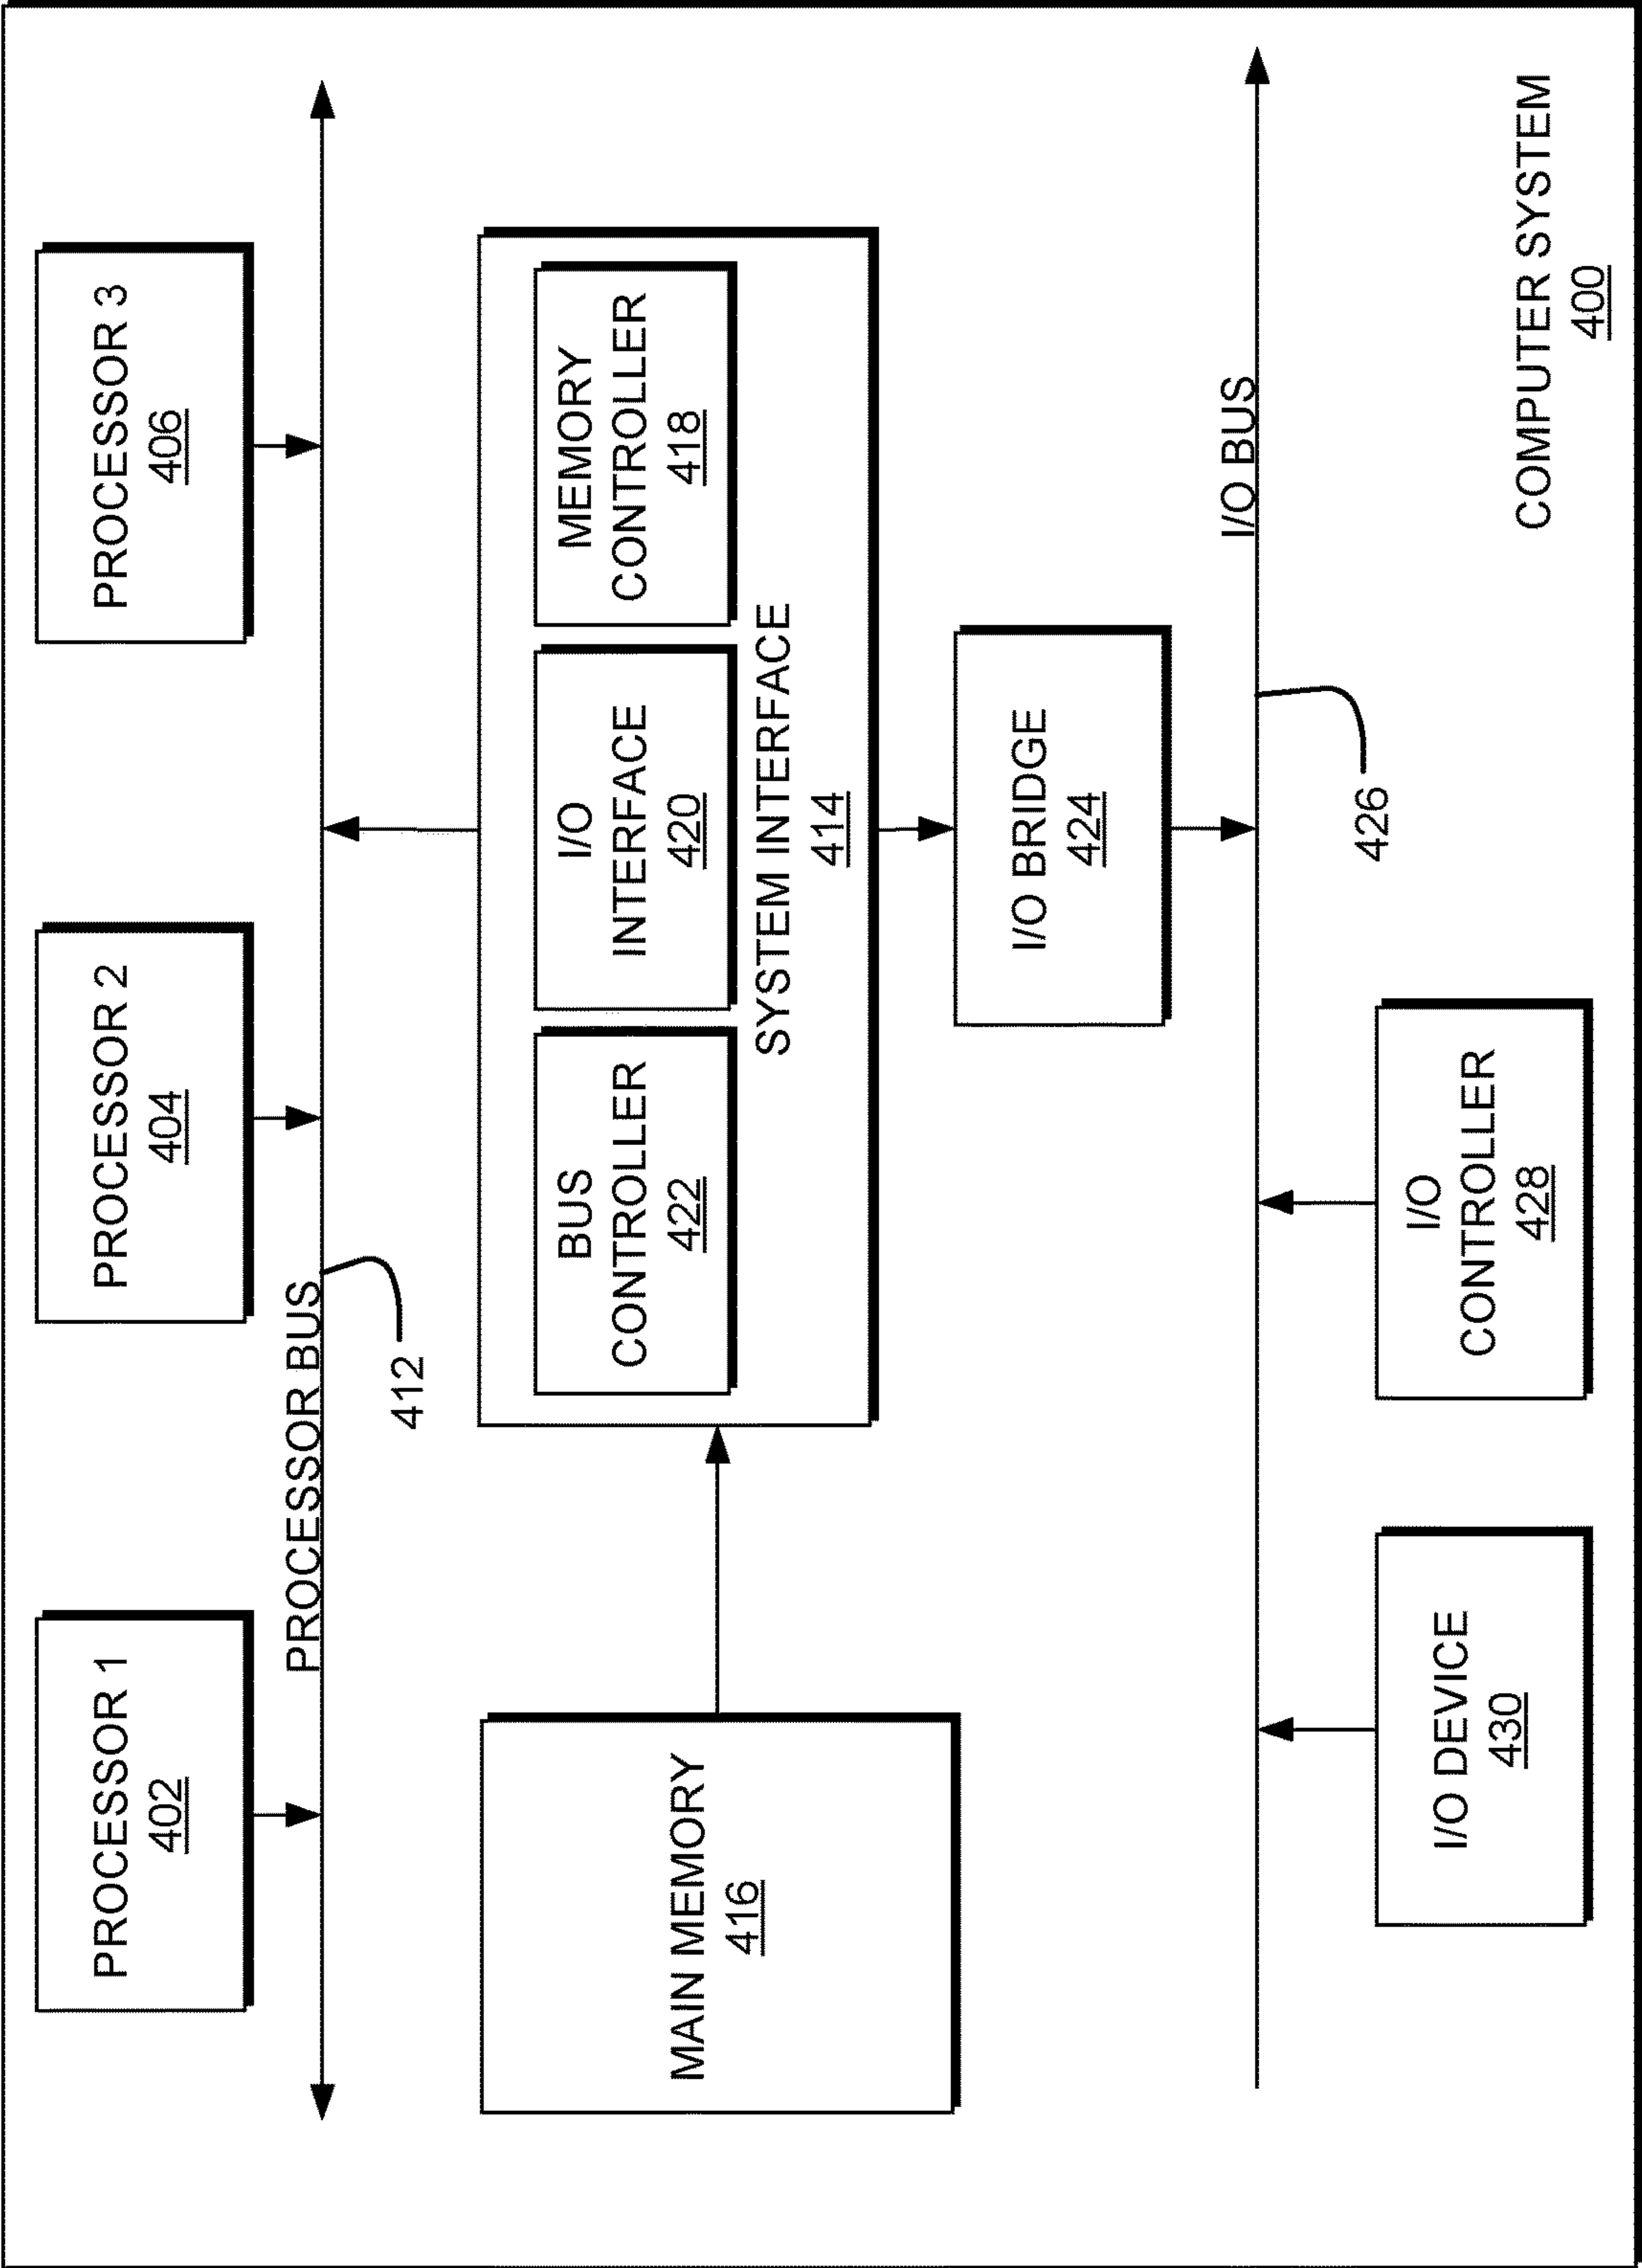 PROCESSOR 1
402
PROCESSOR 2
404
PROCESSOR 3
406
PROCESSOR BUS
412
MAIN MEMORY
416
BUS
CONTROLLER
422
I/O
INTERFACE
420
MEMORY
CONTROLLER
418
SYSTEM INTERFACE
414
I/O BRIDGE
424
I/O BUS
426
I/O DEVICE
430
I/O
CONTROLLER
428
COMPUTER SYSTEM
400